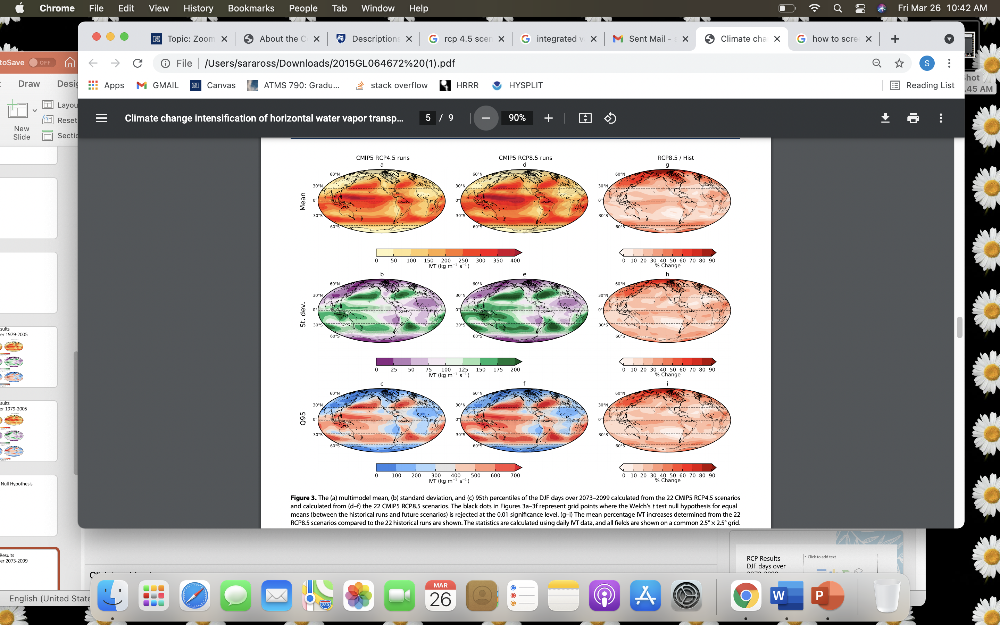 Chrome File Edit View History Bookmarks People Tab Window Help
Fri Mar 26 10:42 AM
Topic: Zoom
About the C
Descriptions
rcp 4.5 scen
integrated v
Sent Mail -
Climate cha
how to scre
File /Users/saraross/Downloads/2015GL064672%20(1).pdf
S
Apps GMAIL Canvas ATMS 790: Gradu... stack overflow HRRR HYSPLIT Reading List
Climate change intensification of horizontal water vapor transp... 5 / 9 90%
toSave OFF
Draw Desig
New
Slide
Layou
Reset
Sectio
hot
.45 AM
CMIP5 RCP4.5 runs
CMIP5 RCP8.5 runs
RCP8.5 / Hist
a
d
g
Mean
60°N
30°N
0°
30°S
60°S
60°N
30°N
0°
30°S
60°S
60°N
30°N
0°
30°S
60°S
0 50 100 150 200 250 300 350 400
IVT (kg m⁻¹ s⁻¹)
0 10 20 30 40 50 60 70 80 90
% Change
b
e
h
St. dev.
60°N
30°N
0°
30°S
60°S
60°N
30°N
0°
30°S
60°S
60°N
30°N
0°
30°S
60°S
0 25 50 75 100 125 150 175 200
IVT (kg m⁻¹ s⁻¹)
0 10 20 30 40 50 60 70 80 90
% Change
c
f
i
Q95
60°N
30°N
0°
30°S
60°S
60°N
30°N
0°
30°S
60°S
60°N
30°N
0°
30°S
60°S
0 100 200 300 400 500 600 700
IVT (kg m⁻¹ s⁻¹)
0 10 20 30 40 50 60 70 80 90
% Change
Figure 3. The (a) multimodel mean, (b) standard deviation, and (c) 95th percentiles of the DJF days over 2073–2099 calculated from the 22 CMIP5 RCP4.5 scenarios
and calculated from (d–f) the 22 CMIP5 RCP8.5 scenarios. The black dots in Figures 3a–3f represent grid points where the Welch's t test null hypothesis for equal
means (between the historical runs and future scenarios) is rejected at the 0.01 significance level. (g–i) The mean percentage IVT increases determined from the 22
RCP8.5 scenarios compared to the 22 historical runs are shown. The statistics are calculated using daily IVT data, and all fields are shown on a common 2.5° × 2.5° grid.
sults
er 1979-2005
sults
er 1979-2005
Null Hypothesis
Results
er 2073-2099
RCP Results
DJF days over
• Click to add text
English (United State
MAR
26
280
W
P